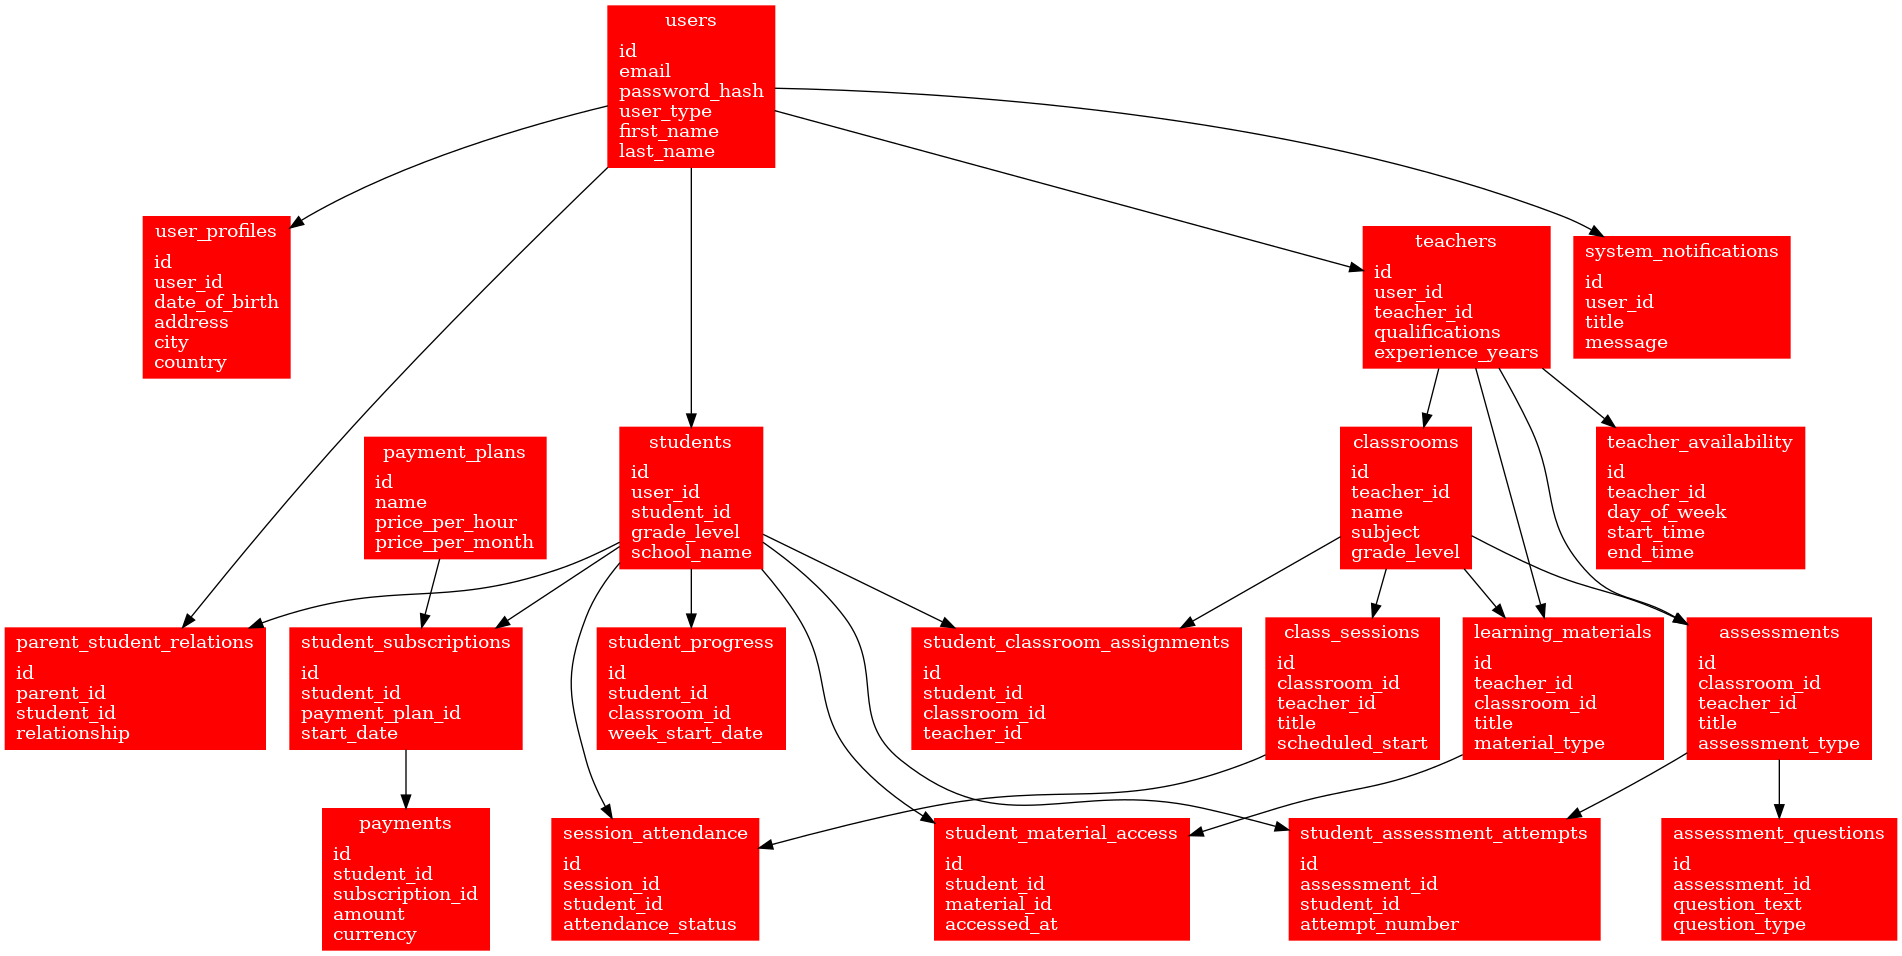 users
id
email
password_hash
user_type
first_name
last_name
user_profiles
id
user_id
date_of_birth
address
city
country
teachers
id
user_id
teacher_id
qualifications
experience_years
system_notifications
id
user_id
title
message
payment_plans
id
name
price_per_hour
price_per_month
students
id
user_id
student_id
grade_level
school_name
classrooms
id
teacher_id
name
subject
grade_level
teacher_availability
id
teacher_id
day_of_week
start_time
end_time
parent_student_relations
id
parent_id
student_id
relationship
student_subscriptions
id
student_id
payment_plan_id
start_date
student_progress
id
student_id
classroom_id
week_start_date
student_classroom_assignments
id
student_id
classroom_id
teacher_id
class_sessions
id
classroom_id
teacher_id
title
scheduled_start
learning_materials
id
teacher_id
classroom_id
title
material_type
assessments
id
classroom_id
teacher_id
title
assessment_type
payments
id
student_id
subscription_id
amount
currency
session_attendance
id
session_id
student_id
attendance_status
student_material_access
id
student_id
material_id
accessed_at
student_assessment_attempts
id
assessment_id
student_id
attempt_number
assessment_questions
id
assessment_id
question_text
question_type